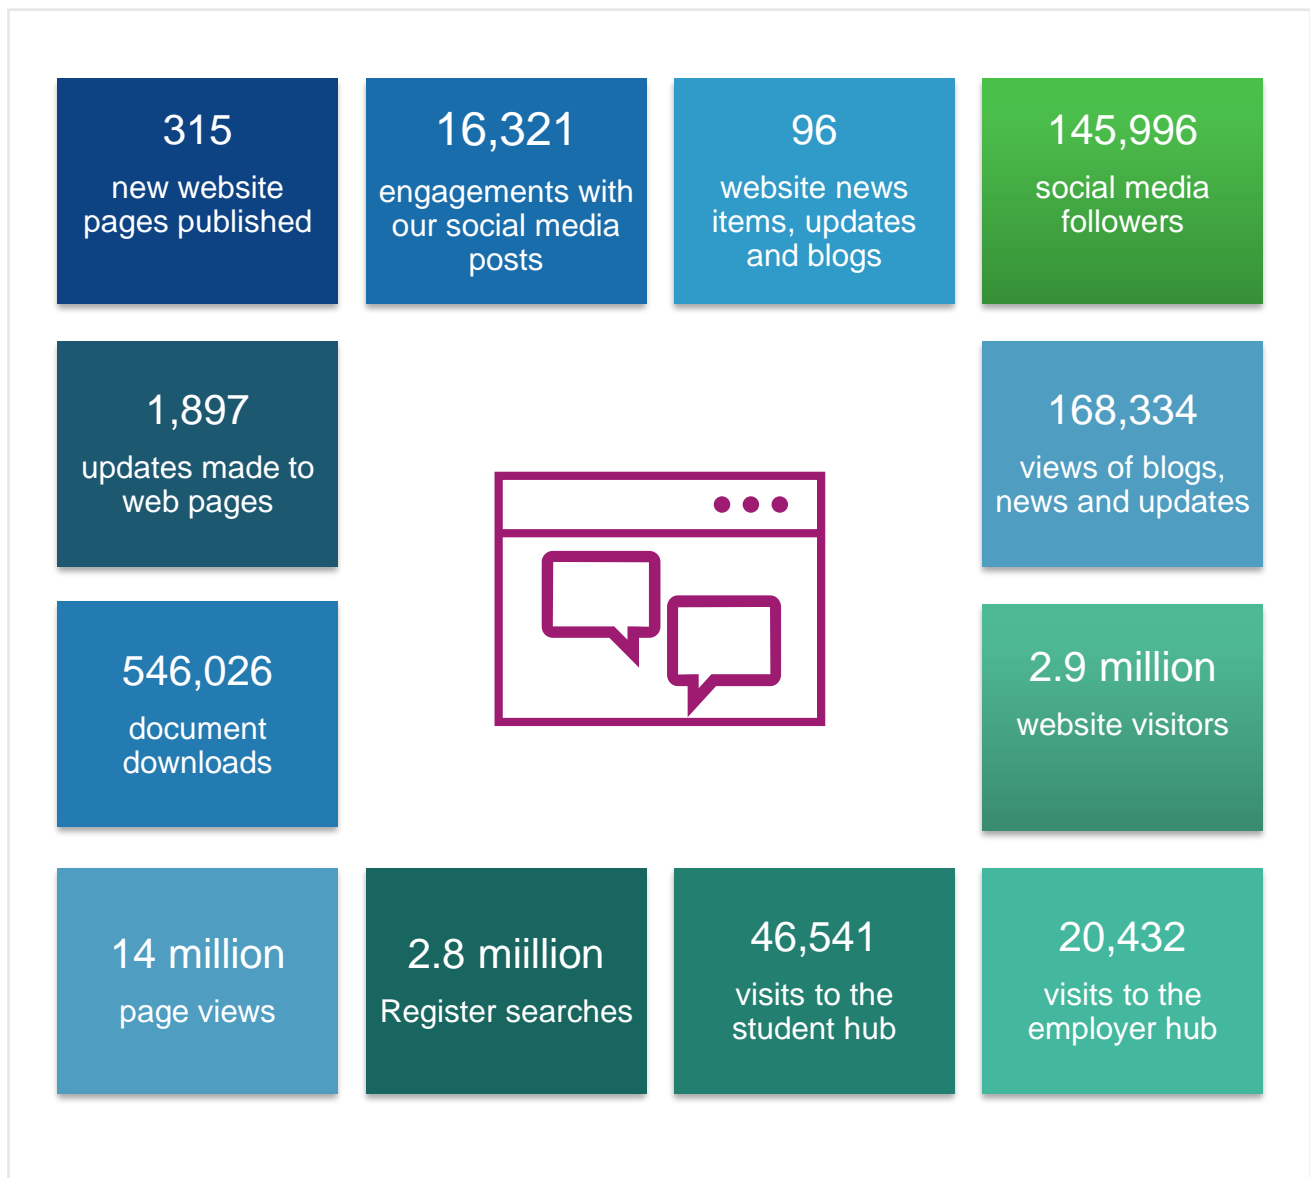 315
new website
pages published
16,321
engagements with
our social media
posts
96
website news
items, updates
and blogs
145,996
social media
followers
1,897
updates made to
web pages
168,334
views of blogs,
news and updates
546,026
document
downloads
2.9 million
website visitors
14 million
page views
2.8 miillion
Register searches
46,541
visits to the
student hub
20,432
visits to the
employer hub